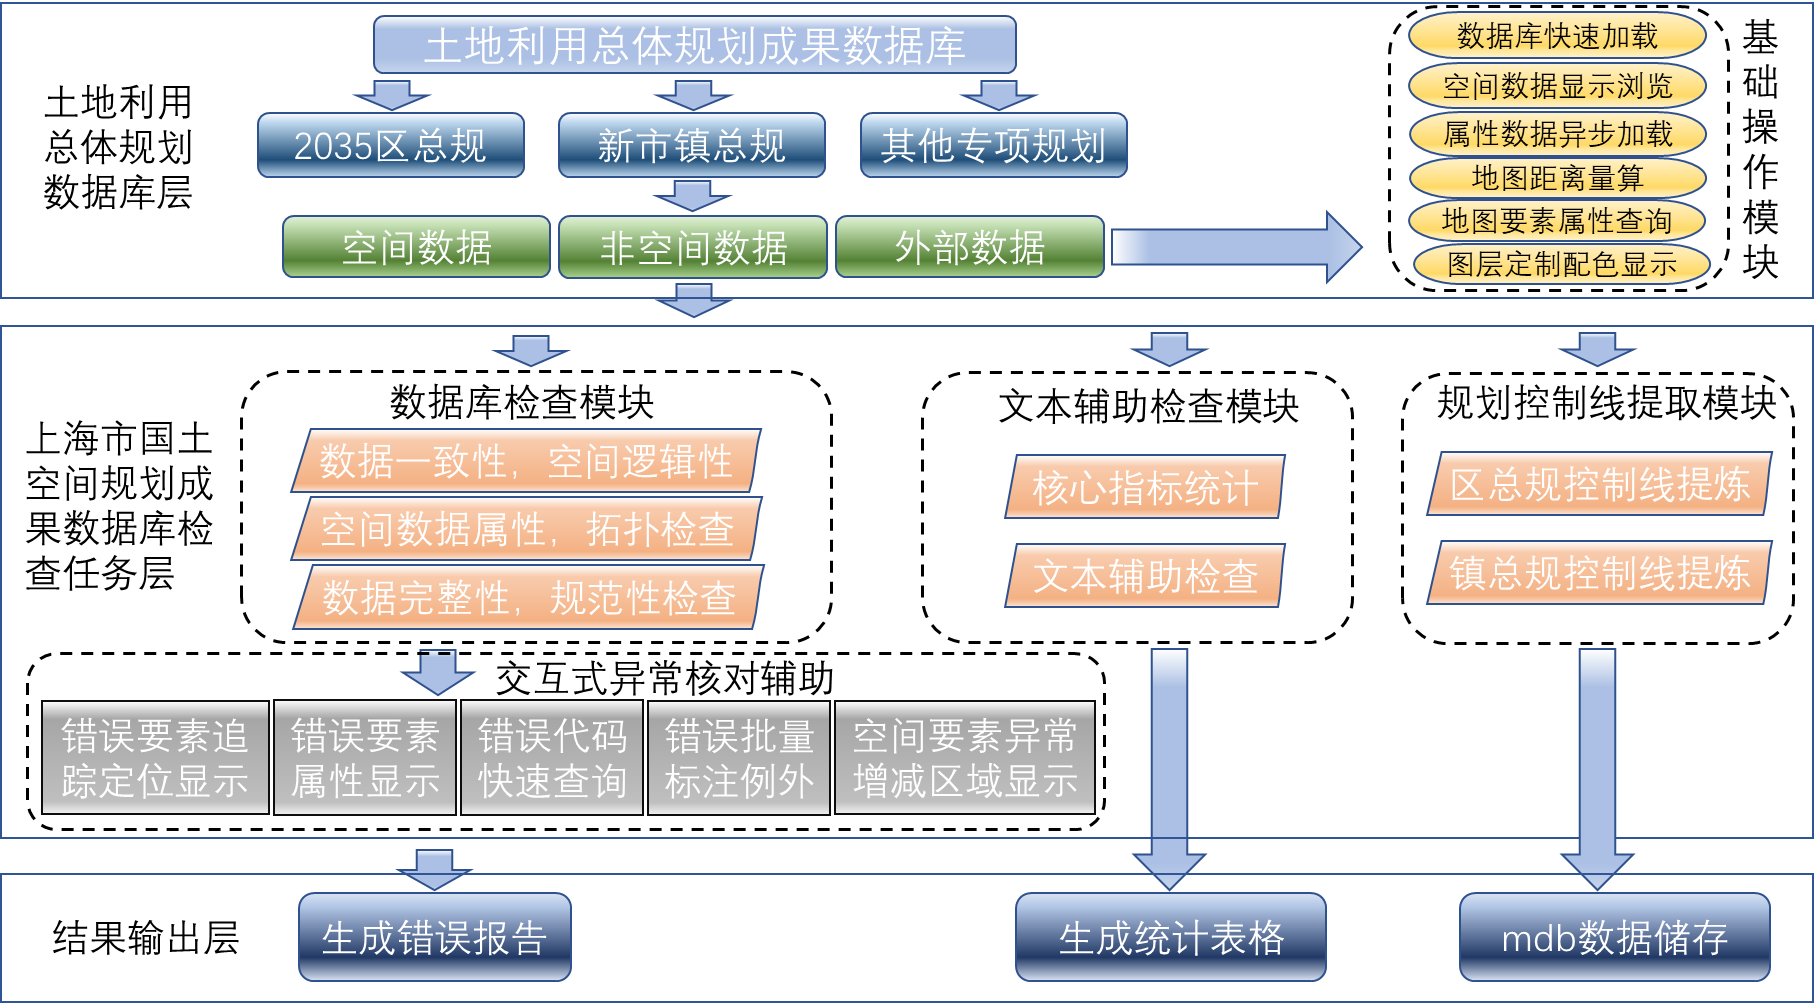 土地利用总体规划成果数据库
土地利用
总体规划
数据库层
2035区总规
新市镇总规
其他专项规划
空间数据
非空间数据
外部数据
数据库快速加载
空间数据显示浏览
属性数据异步加载
地图距离量算
地图要素属性查询
图层定制配色显示
基
础
操
作
模
块
上海市国土
空间规划成
果数据库检
查任务层
数据库检查模块
数据一致性，空间逻辑性
空间数据属性，拓扑检查
数据完整性，规范性检查
文本辅助检查模块
核心指标统计
文本辅助检查
规划控制线提取模块
区总规控制线提炼
镇总规控制线提炼
交互式异常核对辅助
错误要素追
踪定位显示
错误要素
属性显示
错误代码
快速查询
错误批量
标注例外
空间要素异常
增减区域显示
结果输出层
生成错误报告
生成统计表格
mdb数据储存